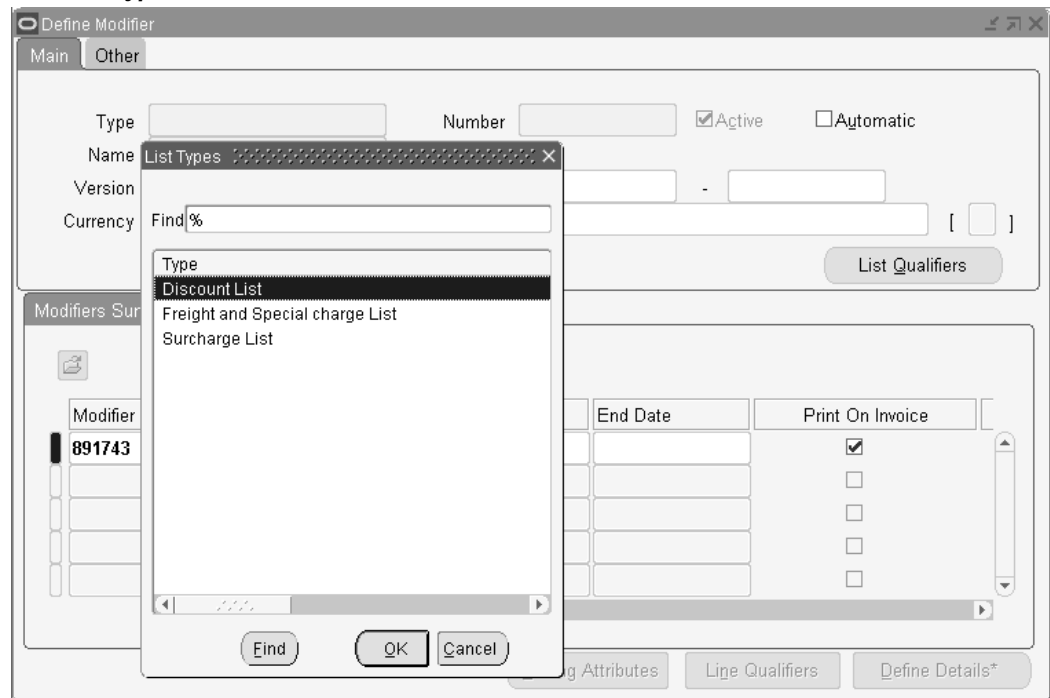 Define Modifier
Main Other
Type Number Active Automatic
Name List Types
Version -
Currency Find % [ ]
Type List Qualifiers
Discount List
Freight and Special charge List
Surcharge List
Modifiers Sur
Modifier End Date Print On Invoice
891743
Find OK Cancel
Attributes Line Qualifiers Define Details*